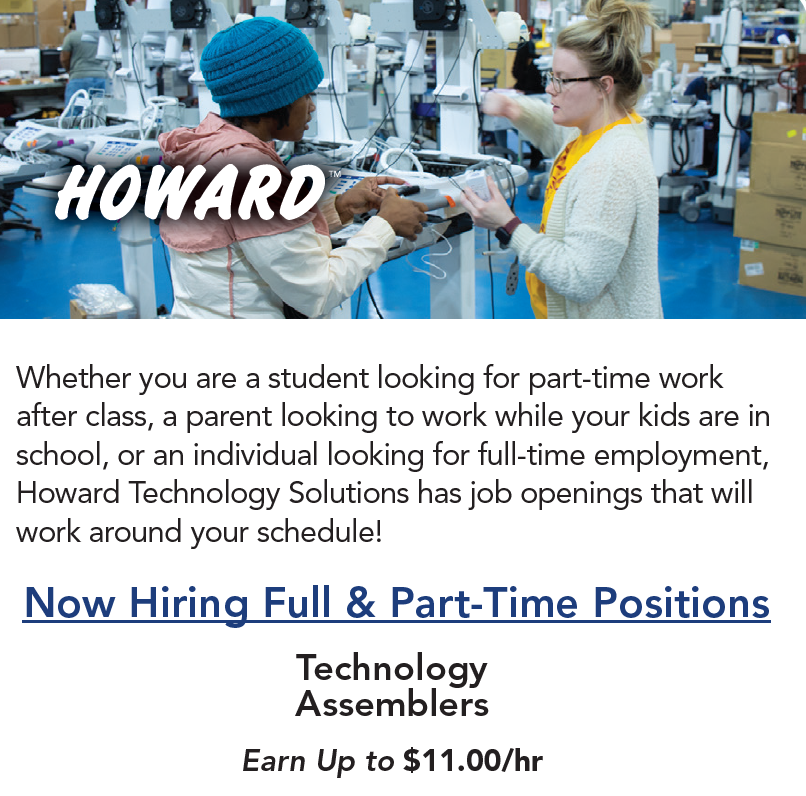 HOWARD™
Whether you are a student looking for part-time work
after class, a parent looking to work while your kids are in
school, or an individual looking for full-time employment,
Howard Technology Solutions has job openings that will
work around your schedule!
Now Hiring Full & Part-Time Positions
Technology
Assemblers
Earn Up to $11.00/hr